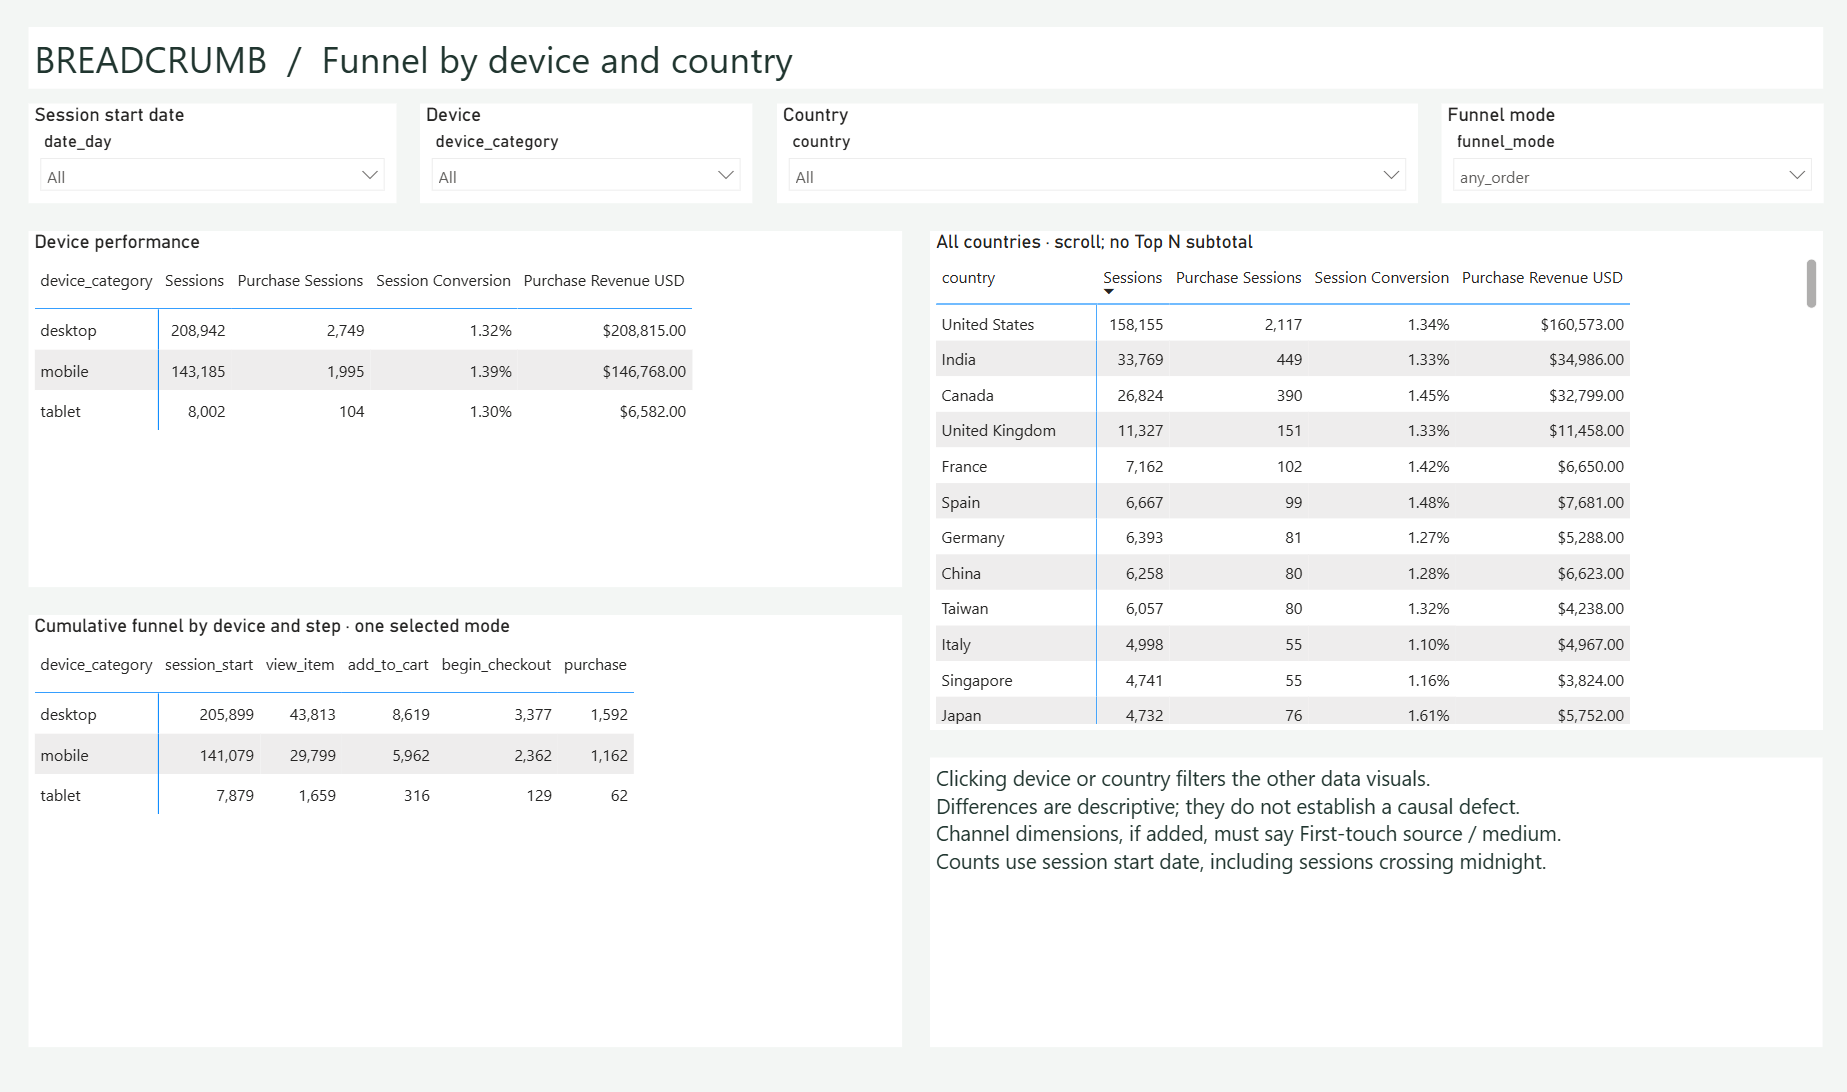 BREADCRUMB / Funnel by device and country
Session start date
date_day
All
Device
device_category
All
Country
country
All
Funnel mode
funnel_mode
any_order
Device performance
device_category Sessions Purchase Sessions Session Conversion Purchase Revenue USD
desktop 208,942 2,749 1.32% $208,815.00
mobile 143,185 1,995 1.39% $146,768.00
tablet 8,002 104 1.30% $6,582.00
Cumulative funnel by device and step · one selected mode
device_category session_start view_item add_to_cart begin_checkout purchase
desktop 205,899 43,813 8,619 3,377 1,592
mobile 141,079 29,799 5,962 2,362 1,162
tablet 7,879 1,659 316 129 62
All countries · scroll; no Top N subtotal
country Sessions Purchase Sessions Session Conversion Purchase Revenue USD
United States 158,155 2,117 1.34% $160,573.00
India 33,769 449 1.33% $34,986.00
Canada 26,824 390 1.45% $32,799.00
United Kingdom 11,327 151 1.33% $11,458.00
France 7,162 102 1.42% $6,650.00
Spain 6,667 99 1.48% $7,681.00
Germany 6,393 81 1.27% $5,288.00
China 6,258 80 1.28% $6,623.00
Taiwan 6,057 80 1.32% $4,238.00
Italy 4,998 55 1.10% $4,967.00
Singapore 4,741 55 1.16% $3,824.00
Japan 4,732 76 1.61% $5,752.00
Clicking device or country filters the other data visuals.
Differences are descriptive; they do not establish a causal defect.
Channel dimensions, if added, must say First-touch source / medium.
Counts use session start date, including sessions crossing midnight.